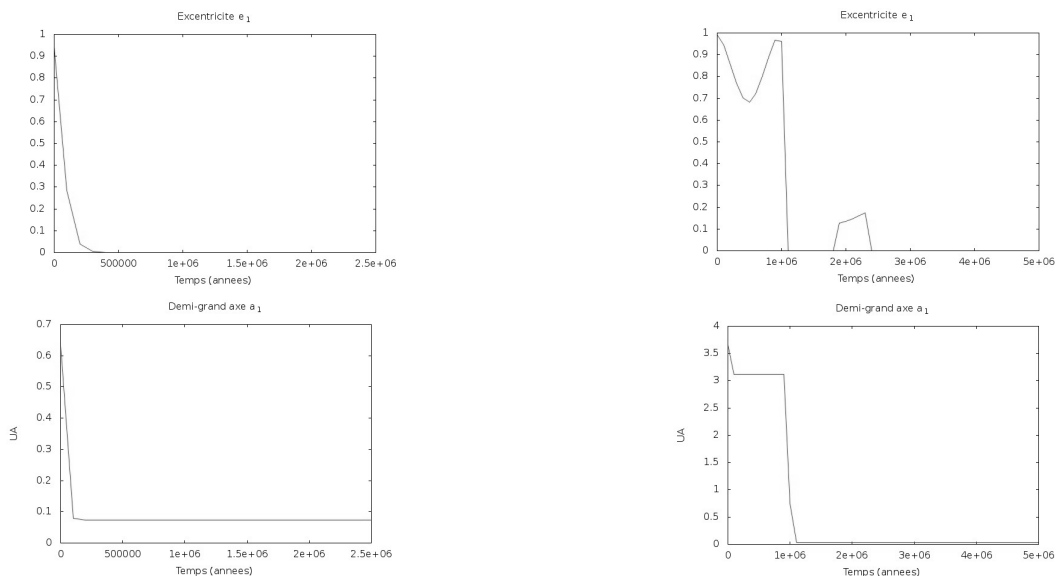 Excentricite e 1
1
0.9
0.8
0.7
0.6
0.5
0.4
0.3
0.2
0.1
0
0 500000 1e+06 1.5e+06 2e+06 2.5e+06
Temps (annees)
Demi-grand axe a 1
0.7
0.6
0.5
0.4
0.3
0.2
0.1
0
UA
0 500000 1e+06 1.5e+06 2e+06 2.5e+06
Temps (annees)
Excentricite e 1
1
0.9
0.8
0.7
0.6
0.5
0.4
0.3
0.2
0.1
0
0 1e+06 2e+06 3e+06 4e+06 5e+06
Temps (annees)
Demi-grand axe a 1
4
3.5
3
2.5
2
1.5
1
0.5
0
UA
0 1e+06 2e+06 3e+06 4e+06 5e+06
Temps (annees)